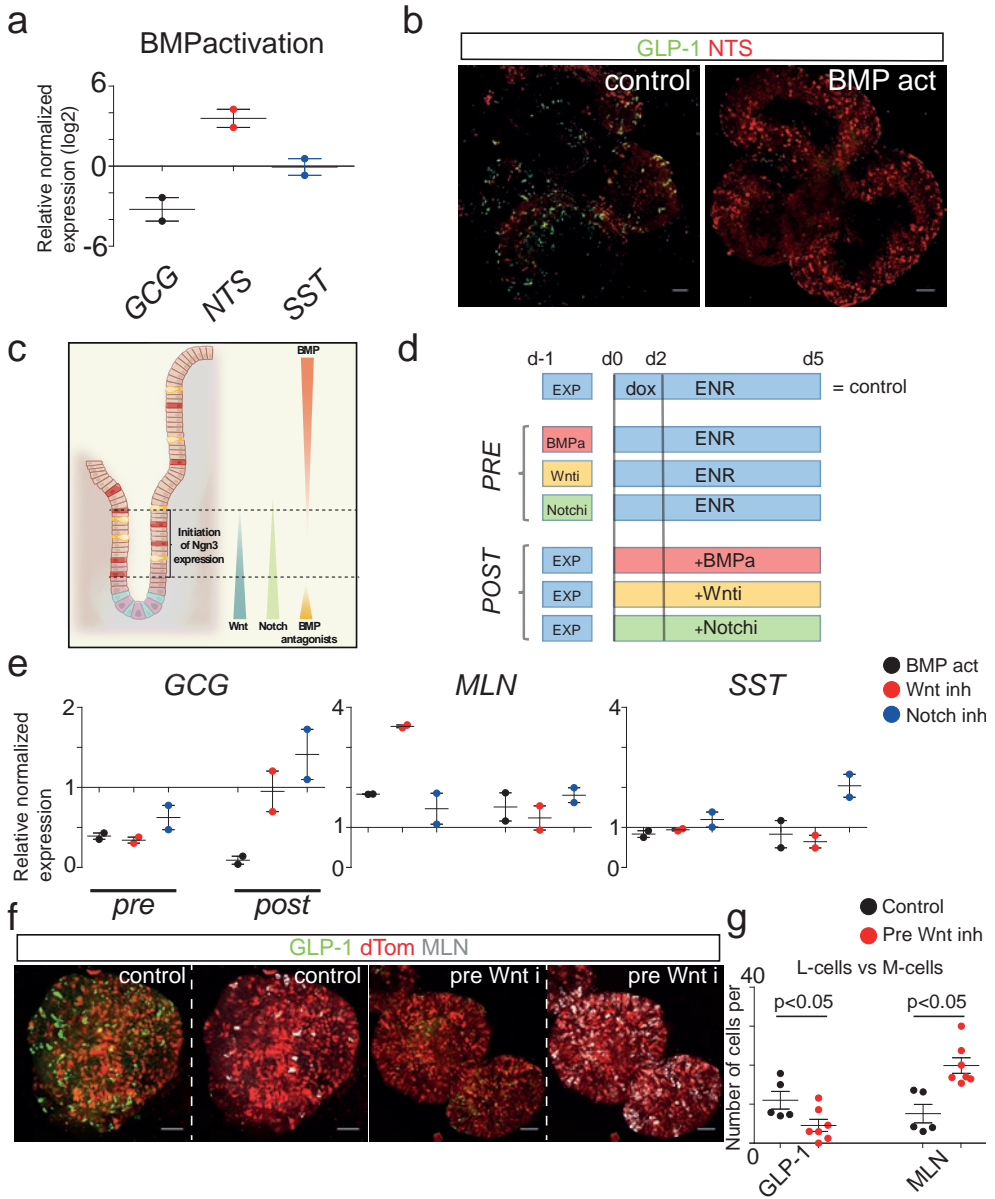 a
BMPactivation
Relative normalized
expression (log2)
6
0
-6
GCG
NTS
SST
b
GLP-1 NTS
control
BMP act
c
BMP
Initiation
of Ngn3
expression
Wnt
Notch
BMP
antagonists
d
d-1
d0
d2
d5
EXP
dox
ENR
= control
PRE
BMPa
ENR
Wnti
ENR
Notchi
ENR
POST
EXP
+BMPa
EXP
+Wnti
EXP
+Notchi
e
GCG
MLN
SST
BMP act
Wnt inh
Notch inh
Relative normalized
expression
2
1
0
4
1
0
4
1
0
pre
post
f
GLP-1 dTom MLN
control
control
pre Wnt i
pre Wnt i
g
Control
Pre Wnt inh
L-cells vs M-cells
Number of cells per
40
0
p<0.05
p<0.05
GLP-1
MLN